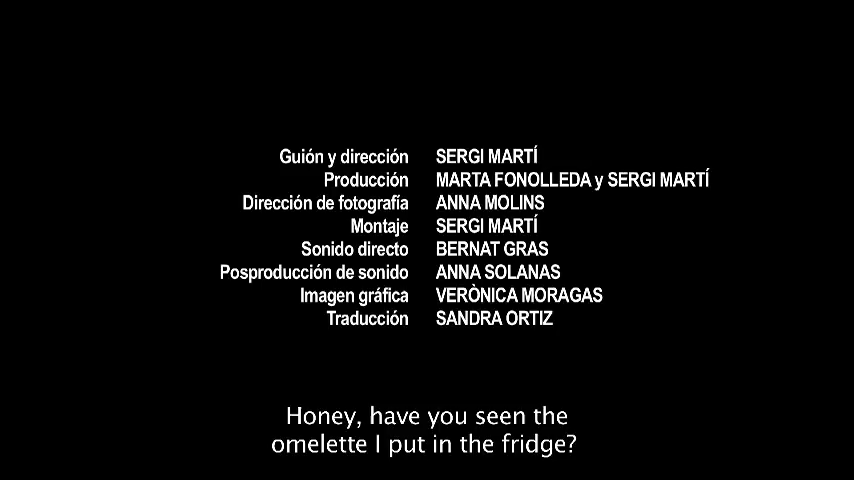 Guión y dirección SERGI MARTÍ
Producción MARTA FONOLLEDA y SERGI MARTÍ
Dirección de fotografía ANNA MOLINS
Montaje SERGI MARTÍ
Sonido directo BERNAT GRAS
Posproducción de sonido ANNA SOLANAS
Imagen gráfica VERÒNICA MORAGAS
Traducción SANDRA ORTIZ
Honey, have you seen the
omelette I put in the fridge?